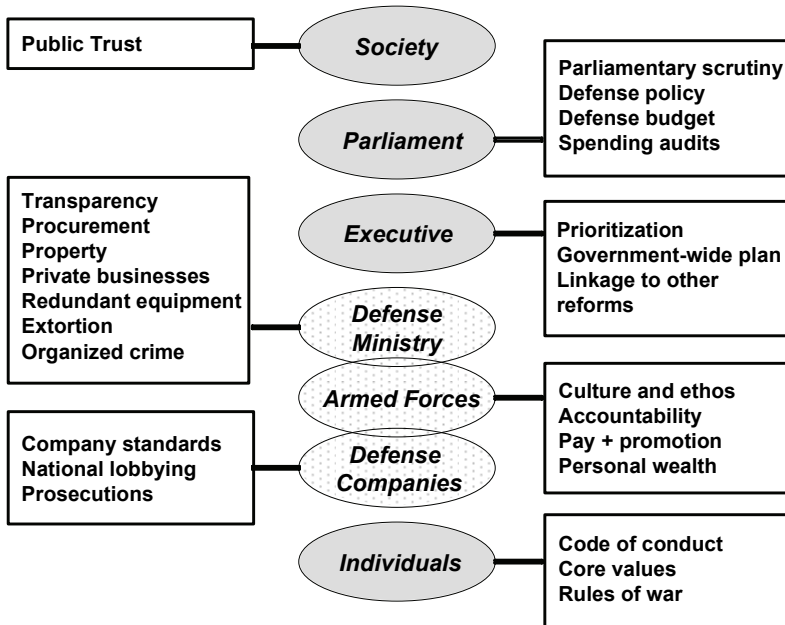 Public Trust
Society
Parliamentary scrutiny
Defense policy
Defense budget
Spending audits
Parliament
Transparency
Procurement
Property
Private businesses
Redundant equipment
Extortion
Organized crime
Executive
Prioritization
Government-wide plan
Linkage to other
reforms
Defense
Ministry
Armed Forces
Culture and ethos
Accountability
Pay + promotion
Personal wealth
Company standards
National lobbying
Prosecutions
Defense
Companies
Individuals
Code of conduct
Core values
Rules of war